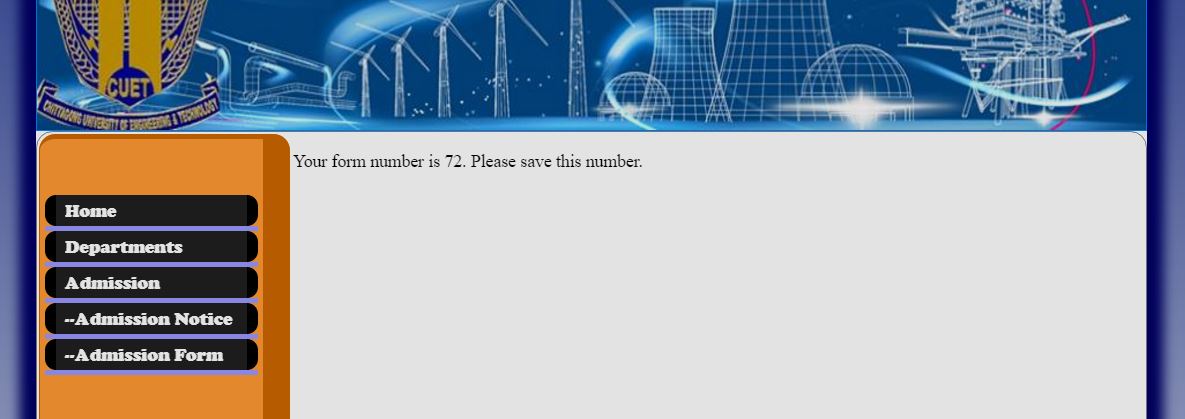 CUET
CHITTAGONG UNIVERSITY OF ENGINEERING & TECHNOLOGY
Your form number is 72. Please save this number.
Home
Departments
Admission
--Admission Notice
--Admission Form